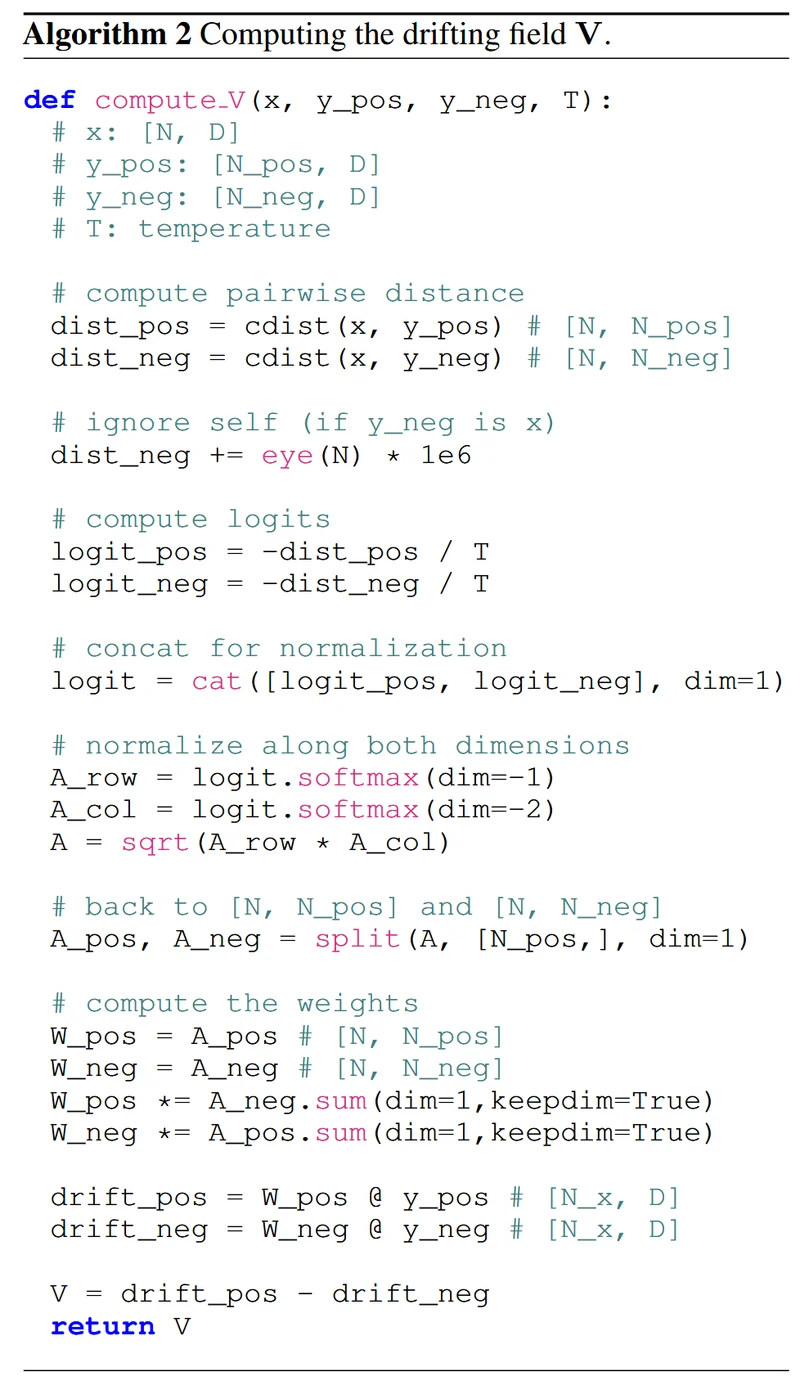 Algorithm 2 Computing the drifting field V.
def compute_V(x, y_pos, y_neg, T):
# x: [N, D]
# y_pos: [N_pos, D]
# y_neg: [N_neg, D]
# T: temperature
# compute pairwise distance
dist_pos = cdist(x, y_pos) # [N, N_pos]
dist_neg = cdist(x, y_neg) # [N, N_neg]
# ignore self (if y_neg is x)
dist_neg += eye(N) * 1e6
# compute logits
logit_pos = -dist_pos / T
logit_neg = -dist_neg / T
# concat for normalization
logit = cat([logit_pos, logit_neg], dim=1)
# normalize along both dimensions
A_row = logit.softmax(dim=-1)
A_col = logit.softmax(dim=-2)
A = sqrt(A_row * A_col)
# back to [N, N_pos] and [N, N_neg]
A_pos, A_neg = split(A, [N_pos,], dim=1)
# compute the weights
W_pos = A_pos # [N, N_pos]
W_neg = A_neg # [N, N_neg]
W_pos *= A_neg.sum(dim=1,keepdim=True)
W_neg *= A_pos.sum(dim=1,keepdim=True)
drift_pos = W_pos @ y_pos # [N_x, D]
drift_neg = W_neg @ y_neg # [N_x, D]
V = drift_pos - drift_neg
return V